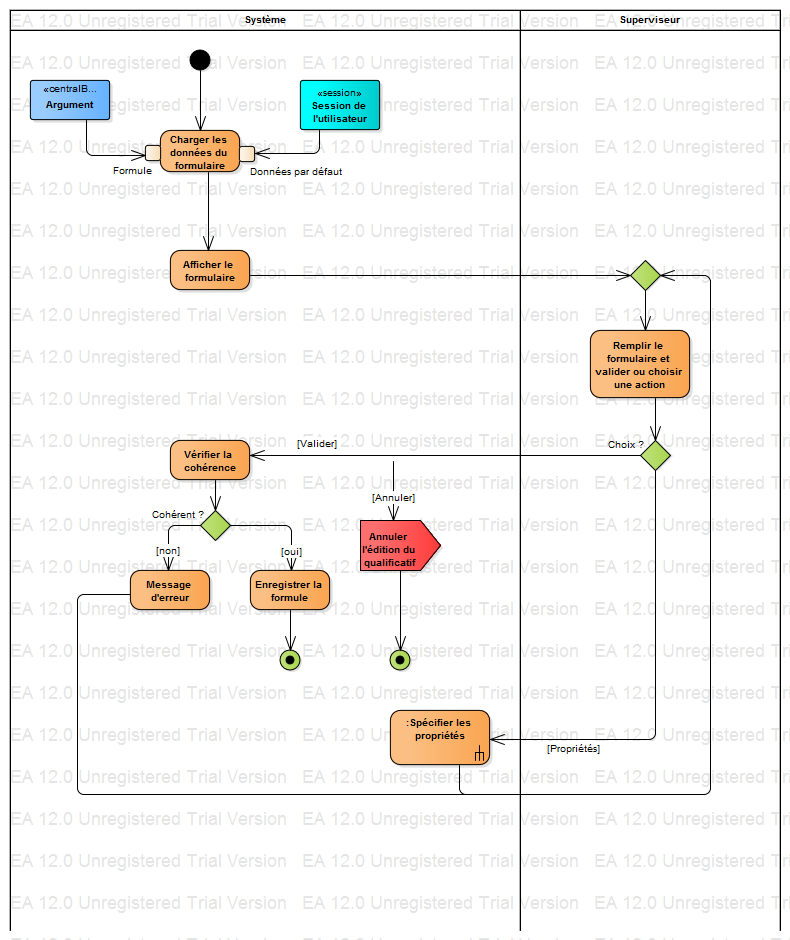 Système
Superviseur
«centralB...
Argument
«session»
Session de
l'utilisateur
Charger les
données du
formulaire
Formule
Données par défaut
Afficher le
formulaire
Remplir le
formulaire et
valider ou choisir
une action
Choix ?
[Valider]
Vérifier la
cohérence
[Annuler]
Cohérent ?
Annuler
l'édition du
qualificatif
[non]
[oui]
Message
d'erreur
Enregistrer la
formule
:Spécifier les
propriétés
[Propriétés]
EA 12.0 Unregistered Trial Version